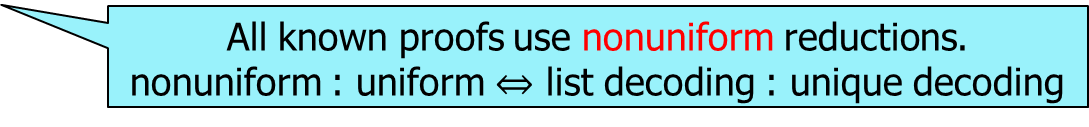 All known proofs use nonuniform reductions.
nonuniform : uniform ⇔ list decoding : unique decoding